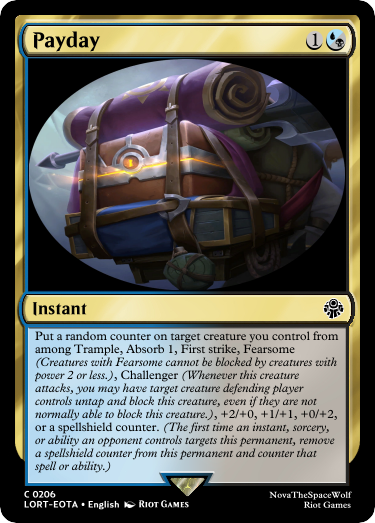 Payday
1
Instant
Put a random counter on target creature you control from
among Trample, Absorb 1, First strike, Fearsome
(Creatures with Fearsome cannot be blocked by creatures with
power 2 or less.), Challenger (Whenever this creature
attacks, you may have target creature defending player
controls untap and block this creature, even if they are not
normally able to block this creature.), +2/+0, +1/+1, +0/+2,
or a spellshield counter. (The first time an instant, sorcery,
or ability an opponent controls targets this permanent, remove
a spellshield counter from this permanent and counter that
spell or ability.)
C 0206
LORT-EOTA • English Riot Games
NovaTheSpaceWolf
Riot Games